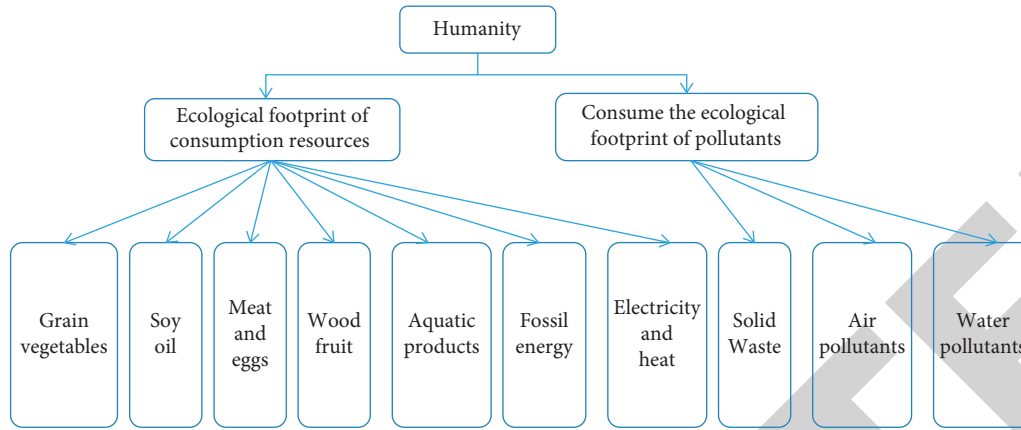 Humanity
Ecological footprint of
consumption resources
Consume the ecological
footprint of pollutants
Grain
vegetables
Soy
oil
Meat
and
eggs
Wood
fruit
Aquatic
products
Fossil
energy
Electricity
and
heat
Solid
Waste
Air
pollutants
Water
pollutants